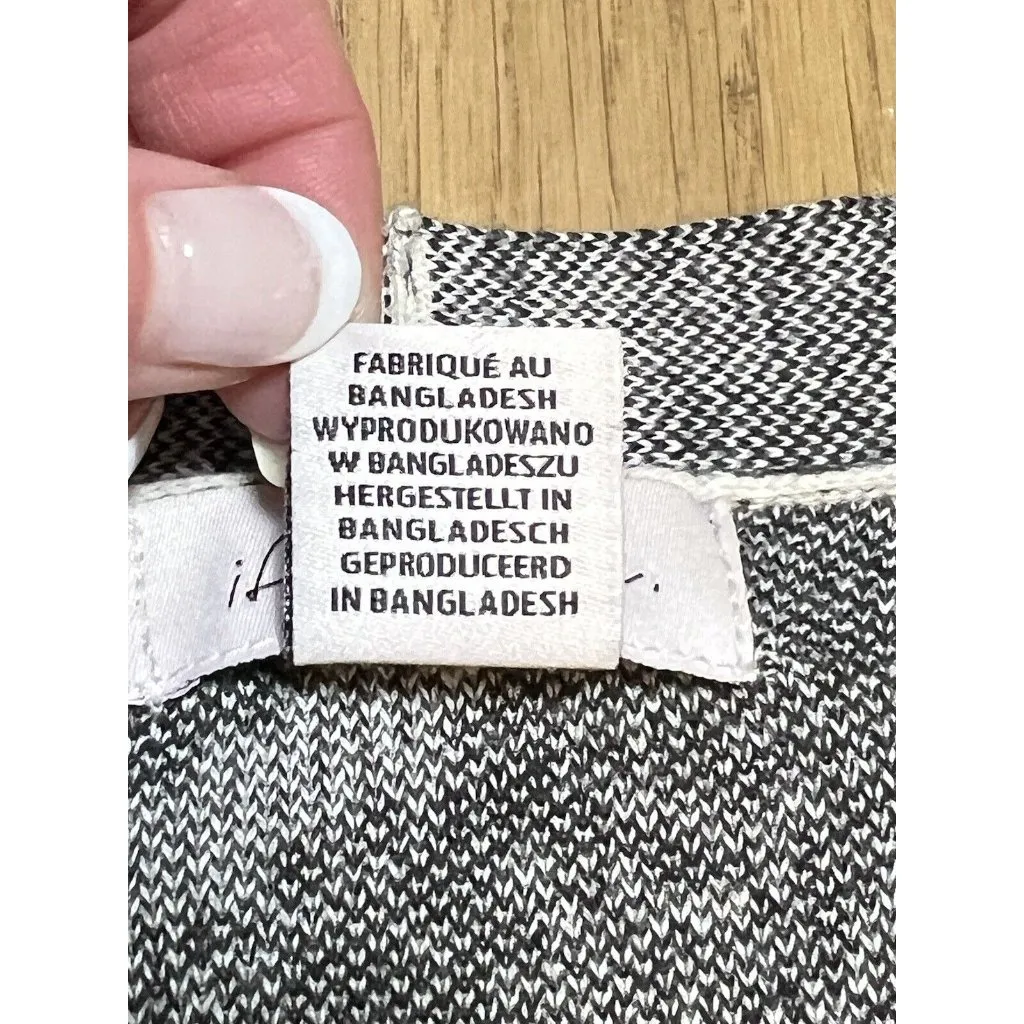 FABRIQUÉ AU
BANGLADESH
WYPRODUKOWANO
W BANGLADESZU
HERGESTELLT IN
BANGLADESCH
GEPRODUCEERD
IN BANGLADESH